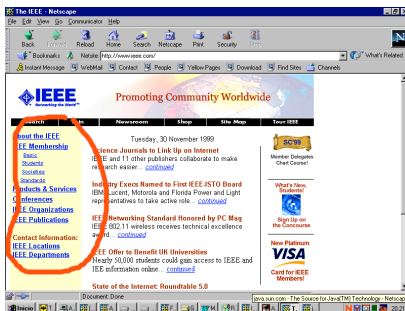 The IEEE - Netscape
File Edit View Go Communicator Help
Back Forward Reload Home Search Netscape Print Security
Bookmarks Netsite: http://www.ieee.com/ What's Related
Instant Message WebMail Contact People Yellow Pages Download Find Sites Channels
IEEE
Networking the World
Promoting Community Worldwide
Search Join Newsroom Shop Site Map Tour IEEE
About the IEEE
IEEE Membership
Basic
Students
Societies
Standards
Products & Services
Conferences
IEEE Organizations
IEEE Publications
Contact Information:
IEEE Locations
IEEE Departments
Tuesday, 30 November 1999
Science Journals to Link Up on Internet
IEEE and 11 other publishers collaborate to make
research easier... continued
Industry Execs Named to First IEEE-ISTO Board
IBM, Lucent, Motorola and Florida Power and Light
representatives to take active role... continued
IEEE Networking Standard Honored by PC Mag
IEEE 802.11 wireless receives technical excellence
award... continued
IEEE Offer to Benefit UK Universities
Nearly 50,000 students could gain access to IEEE and
IEE information online... continued
State of the Internet: Roundtable 5.8
SC'99
Member Delegates
Chart Course!
What's New,
Students!
Sign Up on
the Concourse
New Platinum
VISA
Card for IEEE
Members!
Document: Done
java.sun.com - The Source for Java(TM) Technology - Netscape
Inicio
20:21